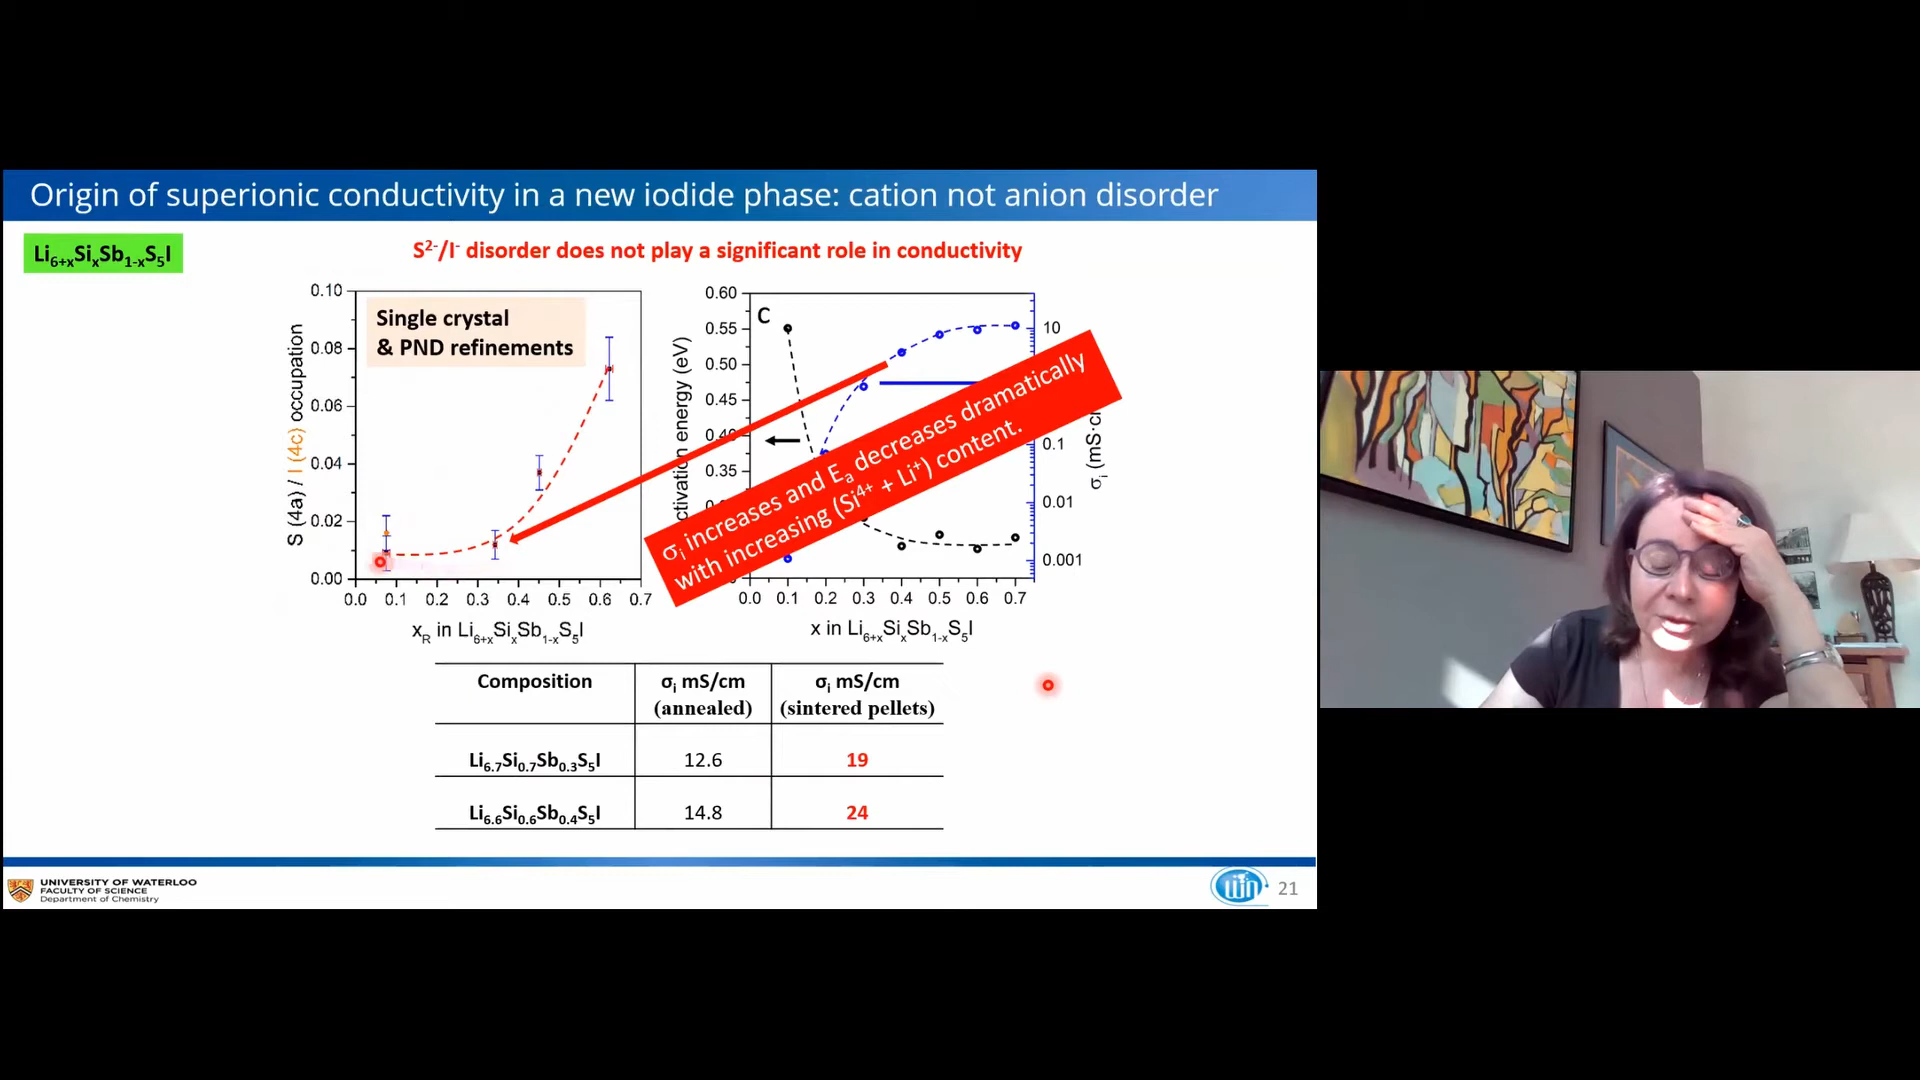 Origin of superionic conductivity in a new iodide phase: cation not anion disorder
Li6+xSixSb1-xS5I
S2-/I- disorder does not play a significant role in conductivity
S (4a) / I (4c) occupation
0.10
0.08
0.06
0.04
0.02
0.00
Single crystal
& PND refinements
0.0 0.1 0.2 0.3 0.4 0.5 0.6 0.7
xR in Li6+xSixSb1-xS5I
ctivation energy (eV)
0.60
0.55
0.50
0.45
0.40
0.35
C
10
0.1
0.01
0.001
σi (mS·c
0.0 0.1 0.2 0.3 0.4 0.5 0.6 0.7
x in Li6+xSixSb1-xS5I
σi increases and Ea decreases dramatically
with increasing (Si4+ + Li+) content.
Composition σi mS/cm (annealed) σi mS/cm (sintered pellets)
Li6.7Si0.7Sb0.3S5I 12.6 19
Li6.6Si0.6Sb0.4S5I 14.8 24
UNIVERSITY OF WATERLOO
FACULTY OF SCIENCE
Department of Chemistry
WIN
21